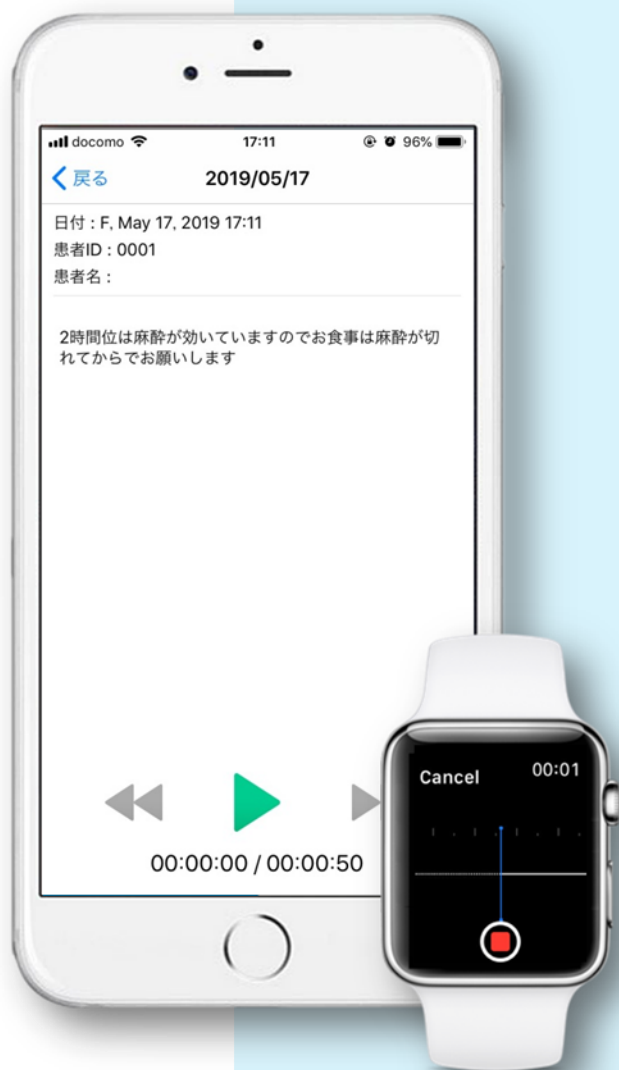 docomo 17:11 96%
戻る 2019/05/17
日付 : F, May 17, 2019 17:11
患者ID : 0001
患者名 :
2時間位は麻酔が効いていますのでお食事は麻酔が切
れてからでお願いします
00:00:00 / 00:00:50
Cancel 00:01